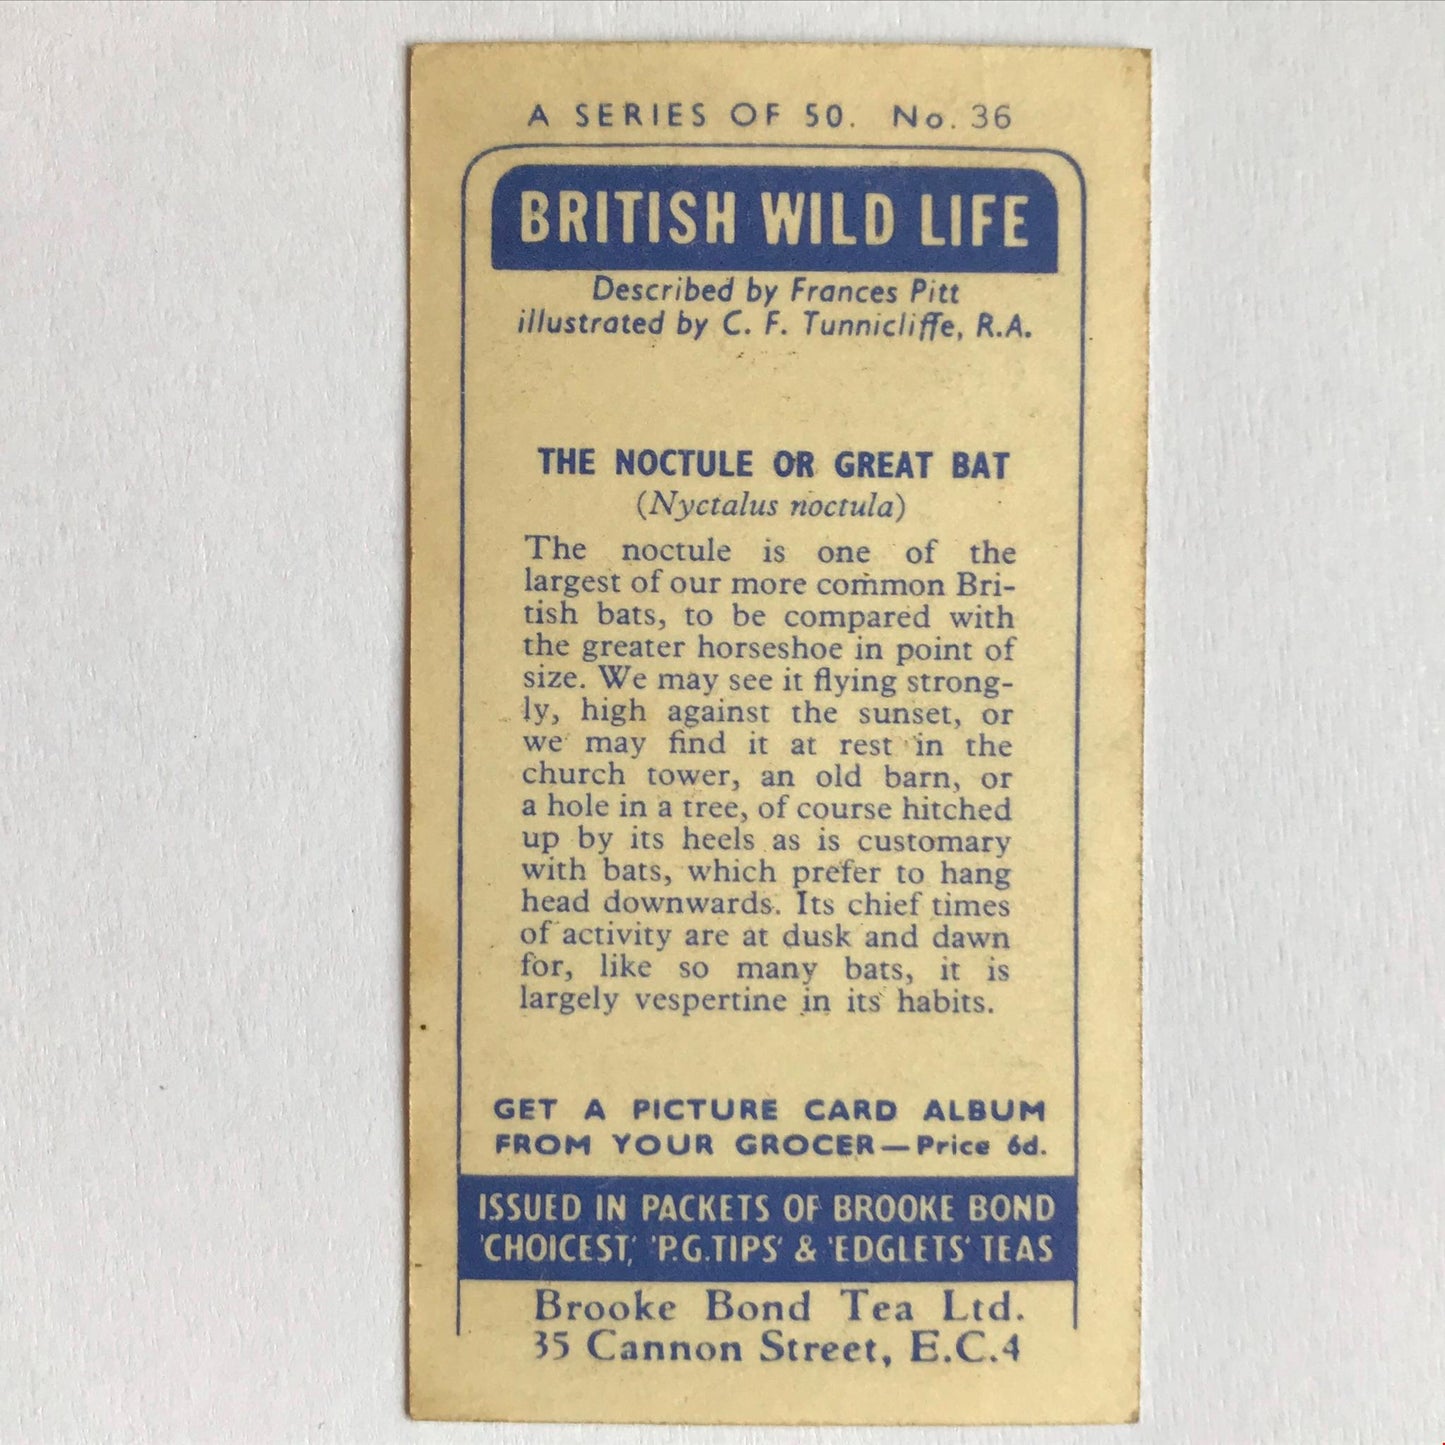 A SERIES OF 50. No. 36
BRITISH WILD LIFE
Described by Frances Pitt
illustrated by C. F. Tunnicliffe, R.A.
THE NOCTULE OR GREAT BAT
(Nyctalus noctula)
The noctule is one of the
largest of our more common Bri-
tish bats, to be compared with
the greater horseshoe in point of
size. We may see it flying strong-
ly, high against the sunset, or
we may find it at rest in the
church tower, an old barn, or
a hole in a tree, of course hitched
up by its heels as is customary
with bats, which prefer to hang
head downwards. Its chief times
of activity are at dusk and dawn
for, like so many bats, it is
largely vespertine in its habits.
GET A PICTURE CARD ALBUM
FROM YOUR GROCER—Price 6d.
ISSUED IN PACKETS OF BROOKE BOND
'CHOICEST,' 'P.G.TIPS' & 'EDGLETS' TEAS
Brooke Bond Tea Ltd.
35 Cannon Street, E.C.4